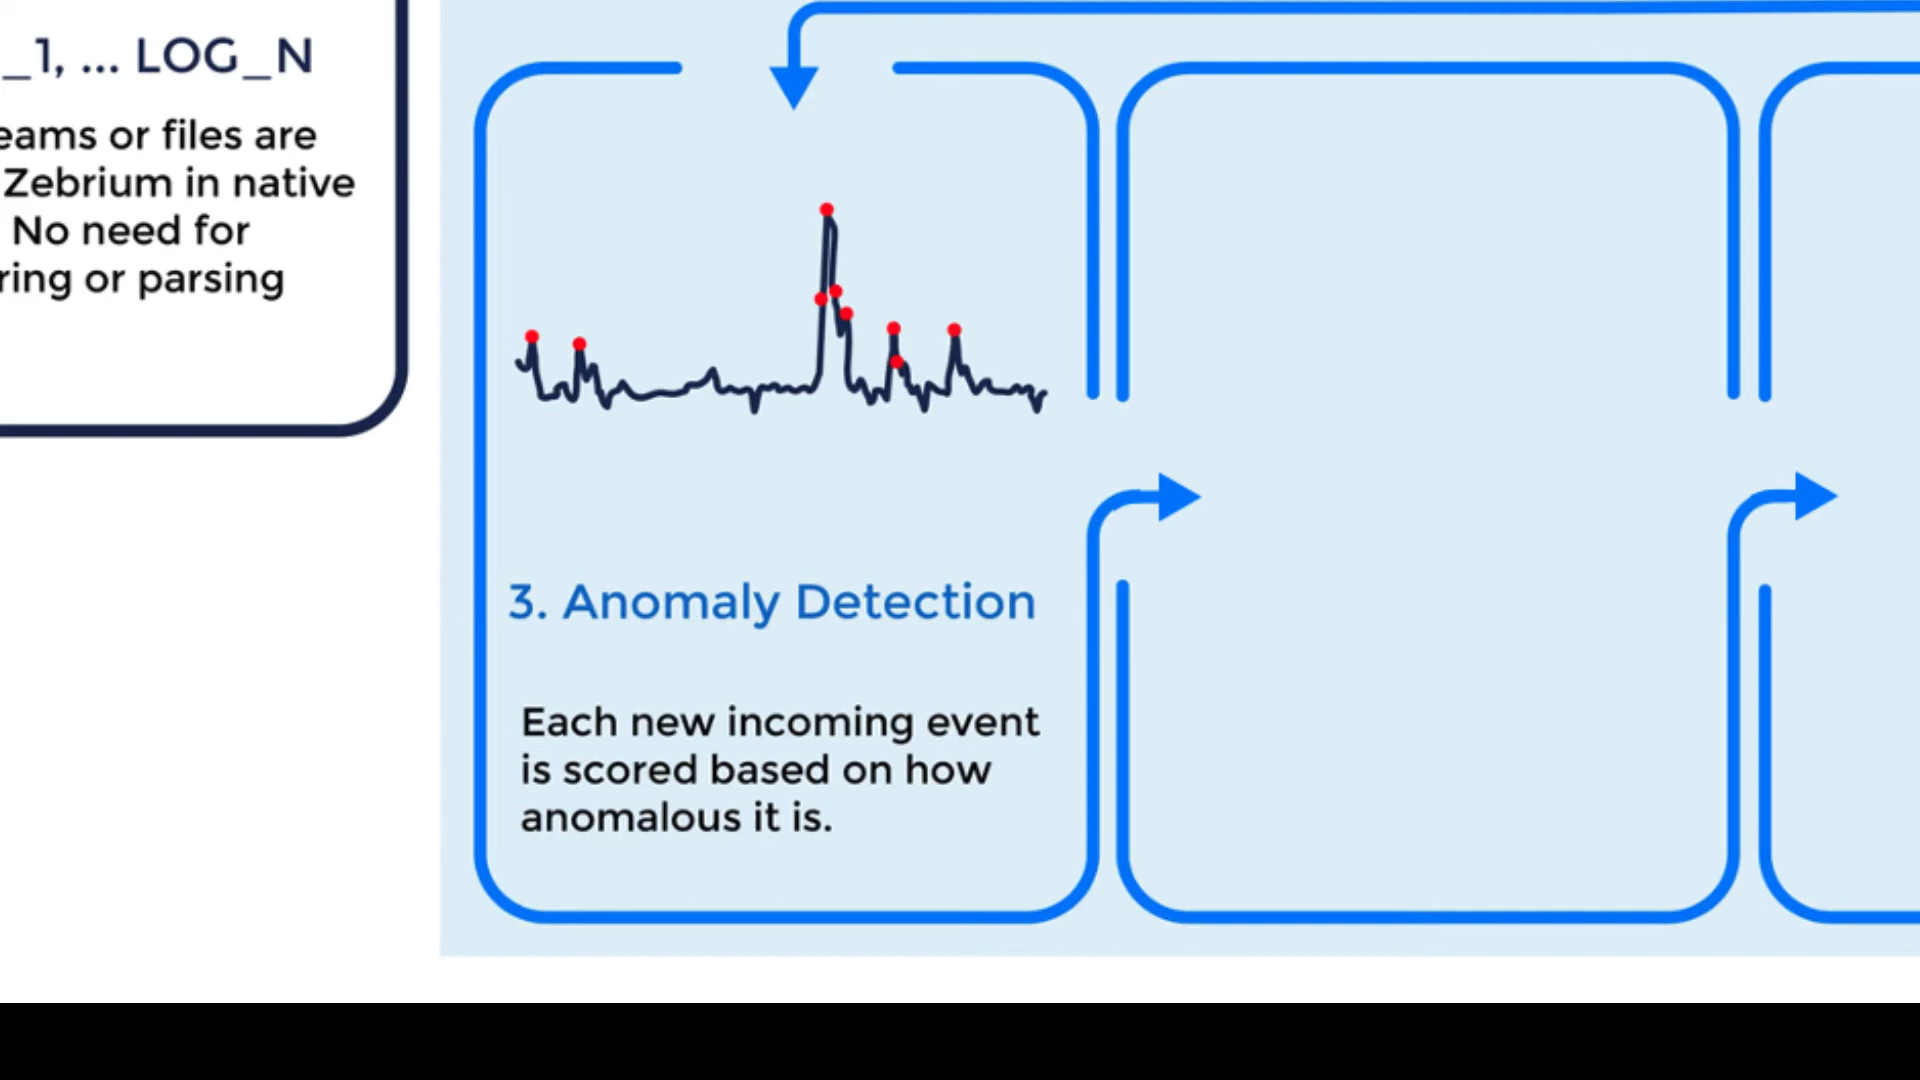 _1, ... LOG_N
eams or files are
Zebrium in native
No need for
ring or parsing
3. Anomaly Detection
Each new incoming event
is scored based on how
anomalous it is.